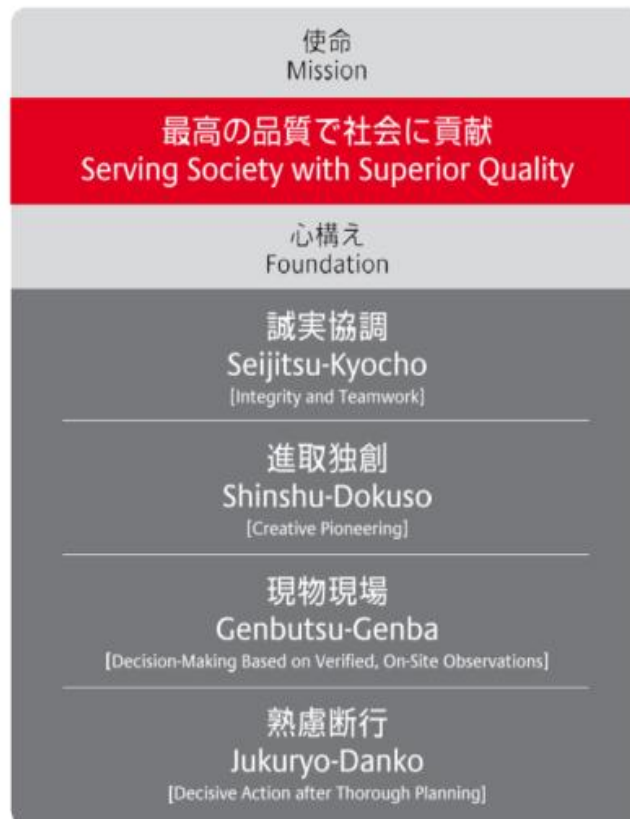 使命
Mission
最高の品質で社会に貢献
Serving Society with Superior Quality
心構え
Foundation
誠実協調
Seijitsu-Kyocho
[Integrity and Teamwork]
進取独創
Shinshu-Dokuso
[Creative Pioneering]
現物現場
Genbutsu-Genba
[Decision-Making Based on Verified, On-Site Observations]
熟慮断行
Jukuryo-Danko
[Decisive Action after Thorough Planning]